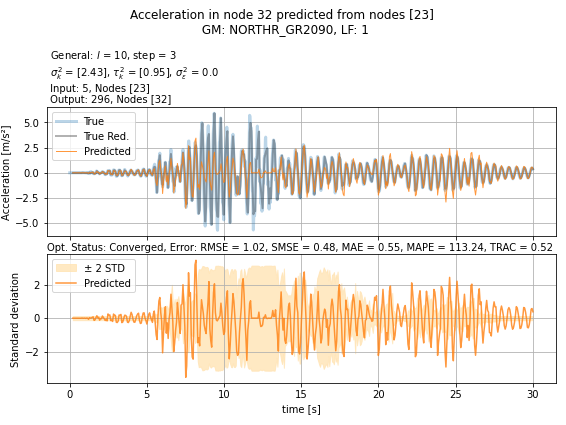 Acceleration in node 32 predicted from nodes [23]
GM: NORTHR_GR2090, LF: 1
General: l = 10, step = 3
σ²ₖ = [2.43], τ²ₖ = [0.95], σ²ε = 0.0
Input: 5, Nodes [23]
Output: 296, Nodes [32]
Acceleration [m/s²]
5.0
2.5
0.0
−2.5
−5.0
True
True Red.
Predicted
Opt. Status: Converged, Error: RMSE = 1.02, SMSE = 0.48, MAE = 0.55, MAPE = 113.24, TRAC = 0.52
Standard deviation
2
0
−2
± 2 STD
Predicted
0 5 10 15 20 25 30
time [s]